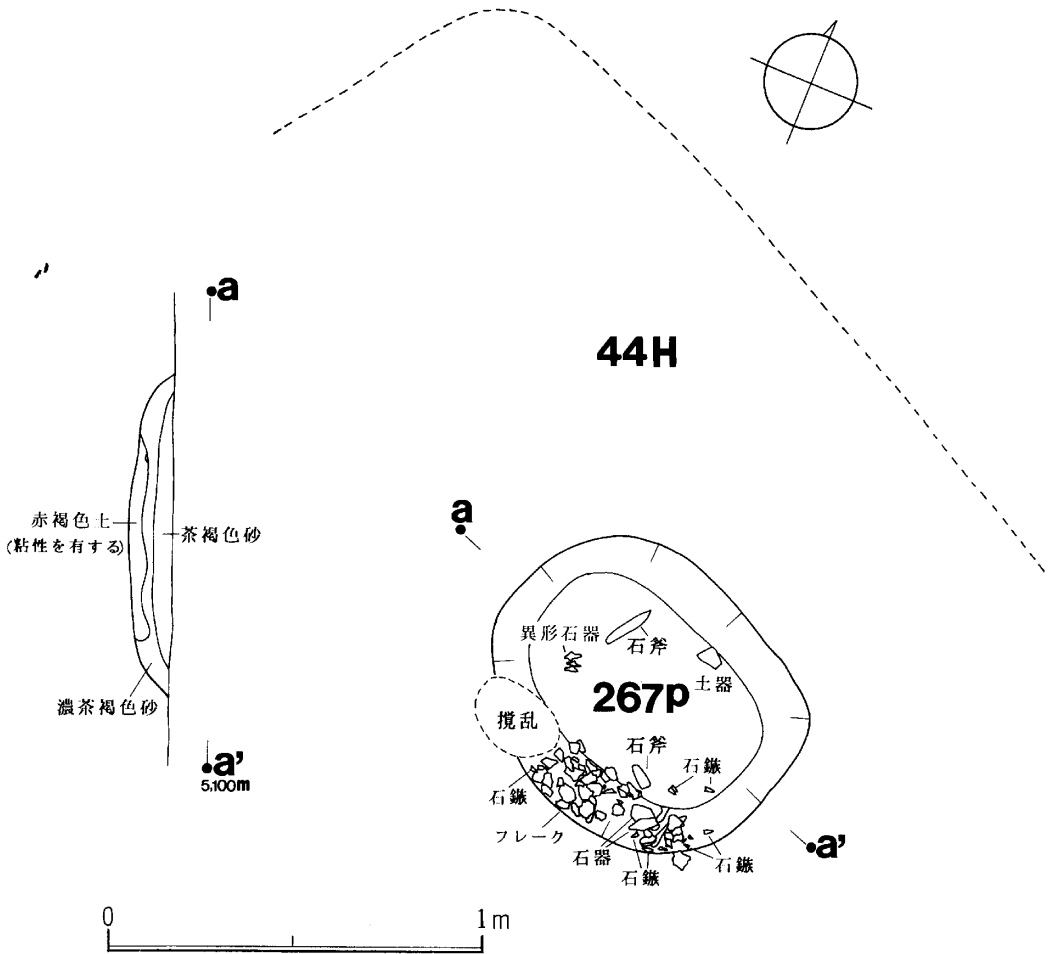 a
44H
a
赤褐色土
(粘性を有する)
茶褐色砂
異形石器
石斧
土器
267P
濃茶褐色砂
攪乱
石斧
石鏃
a'
5,100m
石鏃
フレーク
石器
石鏃
石鏃
a'
0
1m